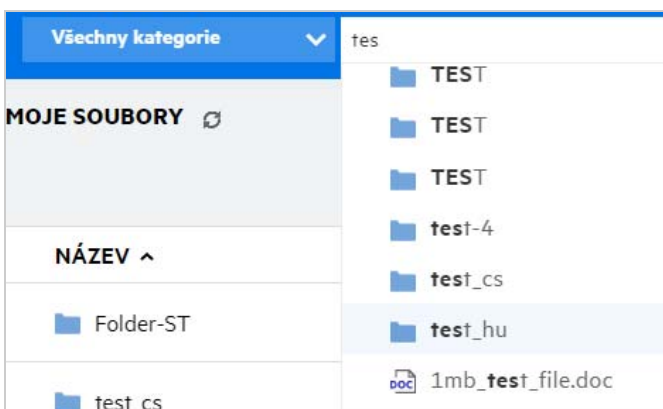 Všechny kategorie
tes
TEST
MOJE SOUBORY
TEST
TEST
test-4
NÁZEV
test_cs
Folder-ST
test_hu
1mb_test_file.doc
test_cs